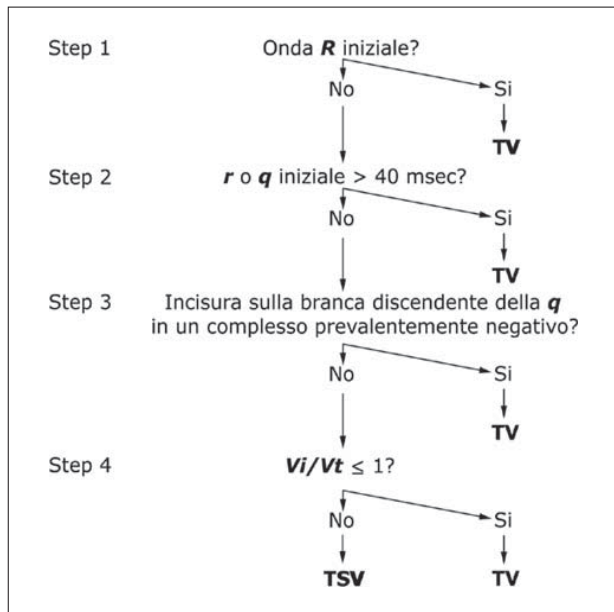 Step 1 Onda R iniziale?
No Si
TV
Step 2 r o q iniziale > 40 msec?
No Si
TV
Step 3 Incisura sulla branca discendente della q
in un complesso prevalentemente negativo?
No Si
TV
Step 4 Vi/Vt ≤ 1?
No Si
TSV TV